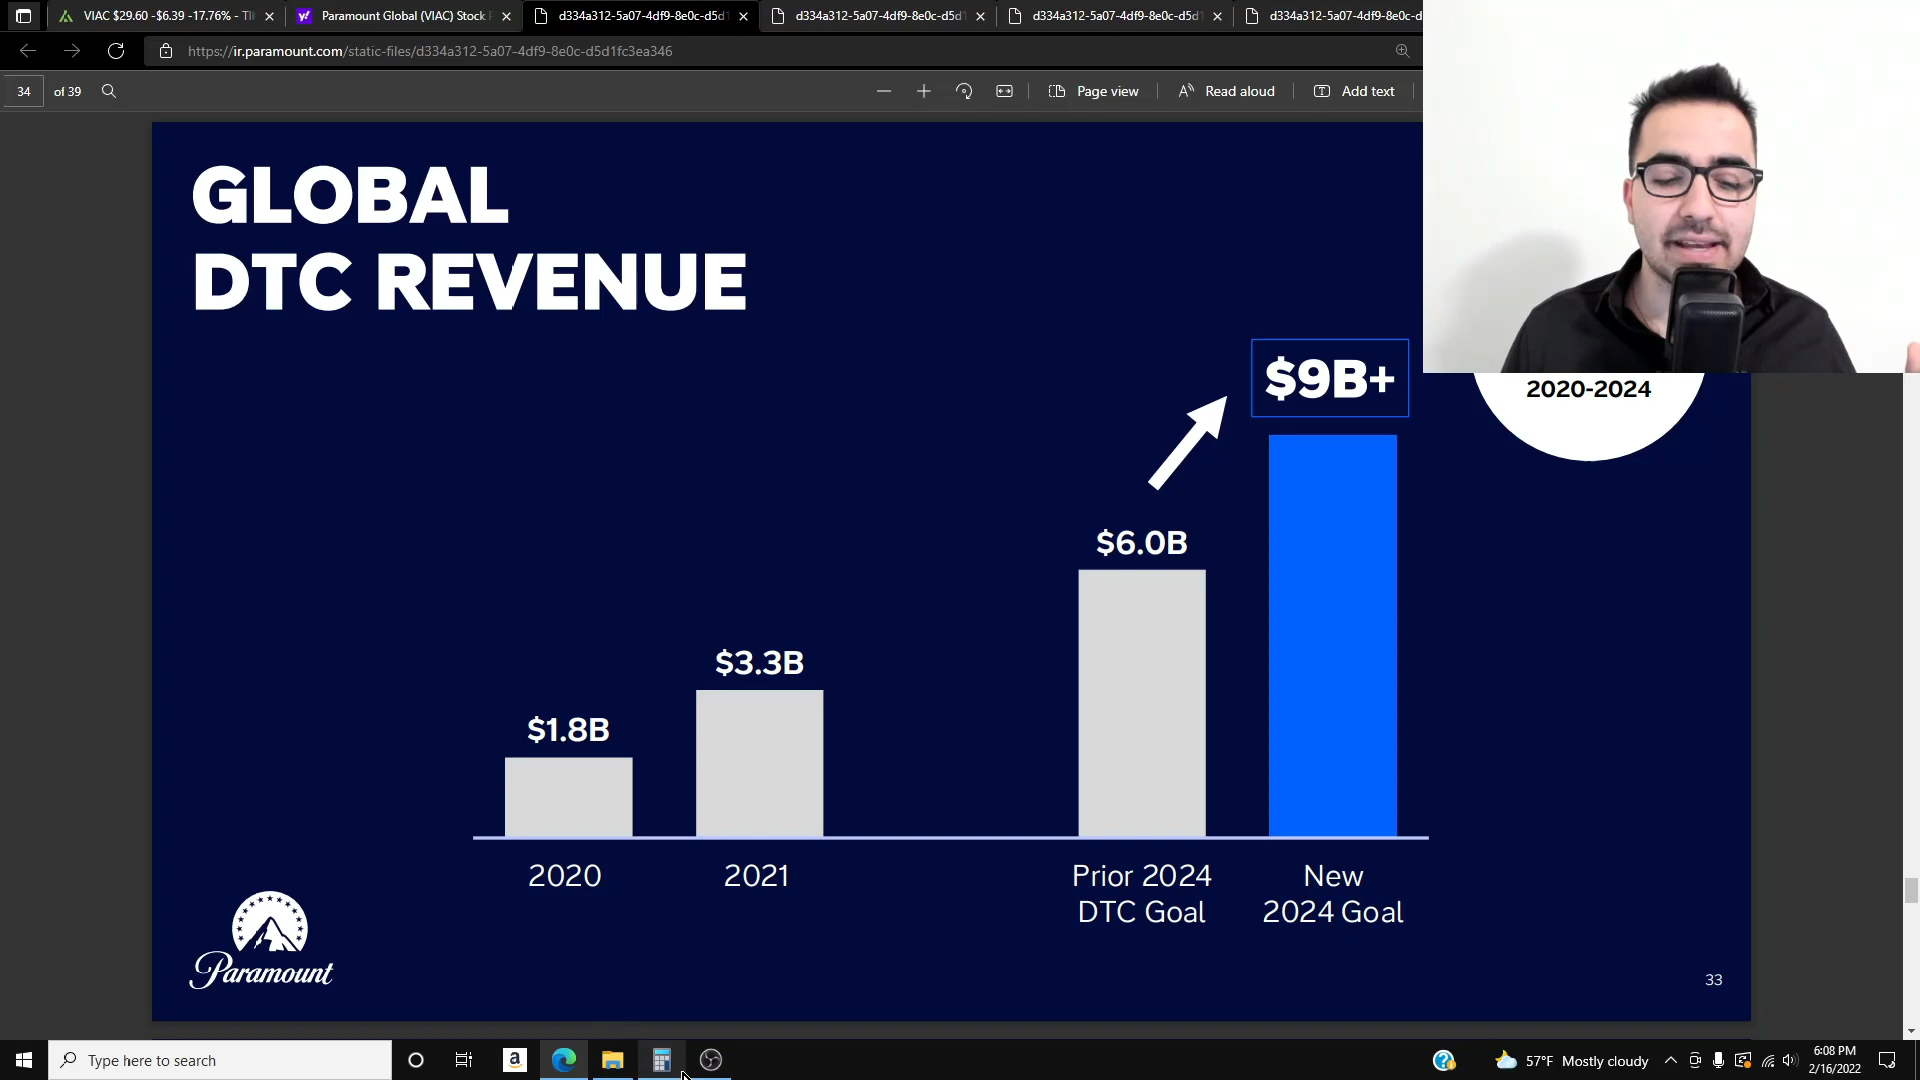 VIAC $29.60 -$6.39 -17.76% - Ti
Paramount Global (VIAC) Stock
d334a312-5a07-4df9-8e0c-d5d1
d334a312-5a07-4df9-8e0c-d5d1
d334a312-5a07-4df9-8e0c-d5d1
d334a312-5a07-4df9-8e0c-d5d
https://ir.paramount.com/static-files/d334a312-5a07-4df9-8e0c-d5d1fc3ea346
34 of 39
Page view
Read aloud
Add text
GLOBAL
DTC REVENUE
$9B+
2020-2024
$6.0B
$3.3B
$1.8B
2020
2021
Prior 2024
DTC Goal
New
2024 Goal
Paramount
33
Type here to search
57°F Mostly cloudy
6:08 PM
2/16/2022